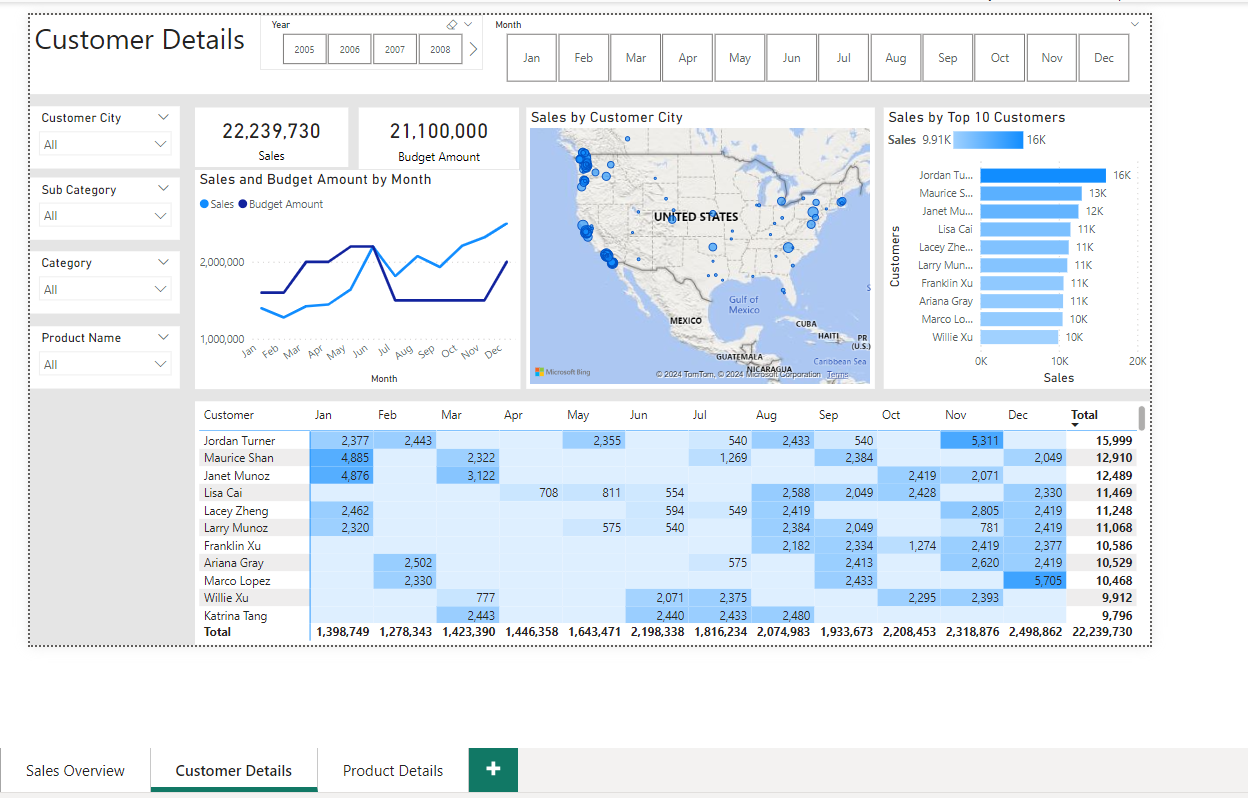 Customer Details
Year
2005 2006 2007 2008
Month
Jan Feb Mar Apr May Jun Jul Aug Sep Oct Nov Dec
Customer City
All
Sub Category
All
Category
All
Product Name
All
22,239,730
Sales
21,100,000
Budget Amount
Sales and Budget Amount by Month
Sales Budget Amount
2,000,000
1,000,000
Jan Feb Mar Apr May Jun Jul Aug Sep Oct Nov Dec
Month
Sales by Customer City
UNITED STATES
Gulf of
Mexico
MEXICO
CUBA
HAITI
PR
(U.S.)
GUATEMALA
Caribbean Sea
NICARAGUA
Microsoft Bing
© 2024 TomTom, © 2024 Microsoft Corporation Terms
Sales by Top 10 Customers
Sales 9.91K 16K
Customers
Jordan Tu... 16K
Maurice S... 13K
Janet Mu... 12K
Lisa Cai 11K
Lacey Zhe... 11K
Larry Mun... 11K
Franklin Xu 11K
Ariana Gray 11K
Marco Lo... 10K
Willie Xu 10K
0K 10K 20K
Sales
Customer Jan Feb Mar Apr May Jun Jul Aug Sep Oct Nov Dec Total
Jordan Turner 2,377 2,443 2,355 540 2,433 540 5,311 15,999
Maurice Shan 4,885 2,322 1,269 2,384 2,049 12,910
Janet Munoz 4,876 3,122 2,419 2,071 12,489
Lisa Cai 708 811 554 2,588 2,049 2,428 2,330 11,469
Lacey Zheng 2,462 594 549 2,419 2,805 2,419 11,248
Larry Munoz 2,320 575 540 2,384 2,049 781 2,419 11,068
Franklin Xu 2,182 2,334 1,274 2,419 2,377 10,586
Ariana Gray 2,502 575 2,413 2,620 2,419 10,529
Marco Lopez 2,330 2,433 5,705 10,468
Willie Xu 777 2,071 2,375 2,295 2,393 9,912
Katrina Tang 2,443 2,440 2,433 2,480 9,796
Total 1,398,749 1,278,343 1,423,390 1,446,358 1,643,471 2,198,338 1,816,234 2,074,983 1,933,673 2,208,453 2,318,876 2,498,862 22,239,730
Sales Overview Customer Details Product Details